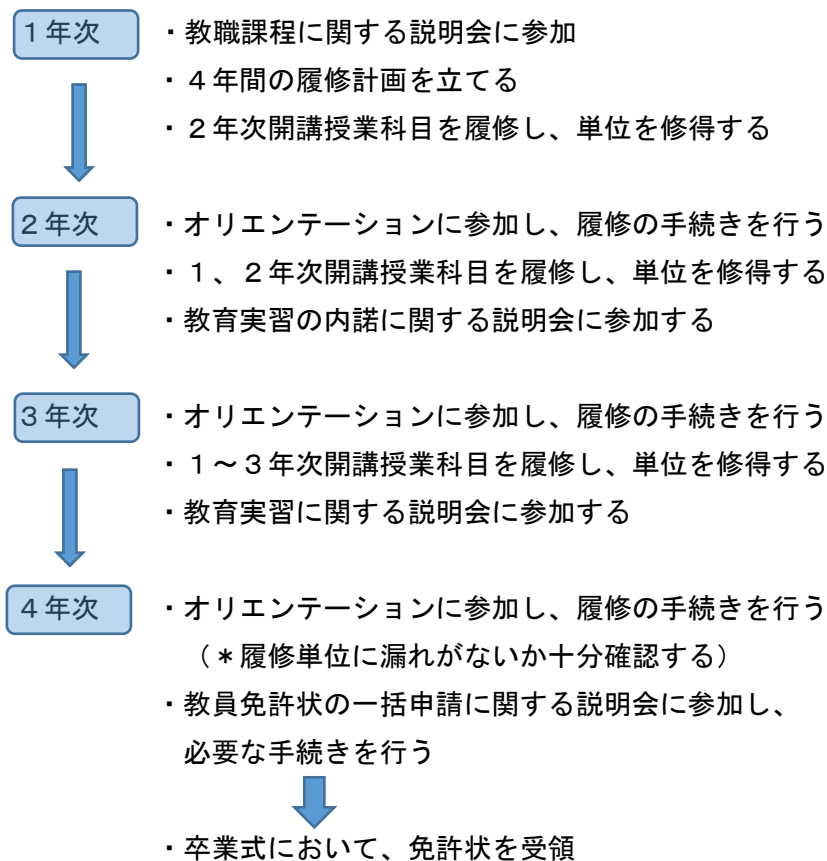 １年次
・教職課程に関する説明会に参加
・４年間の履修計画を立てる
・２年次開講授業科目を履修し、単位を修得する
２年次
・オリエンテーションに参加し、履修の手続きを行う
・１、２年次開講授業科目を履修し、単位を修得する
・教育実習の内諾に関する説明会に参加する
３年次
・オリエンテーションに参加し、履修の手続きを行う
・１～３年次開講授業科目を履修し、単位を修得する
・教育実習に関する説明会に参加する
４年次
・オリエンテーションに参加し、履修の手続きを行う
（＊履修単位に漏れがないか十分確認する）
・教員免許状の一括申請に関する説明会に参加し、
必要な手続きを行う
・卒業式において、免許状を受領